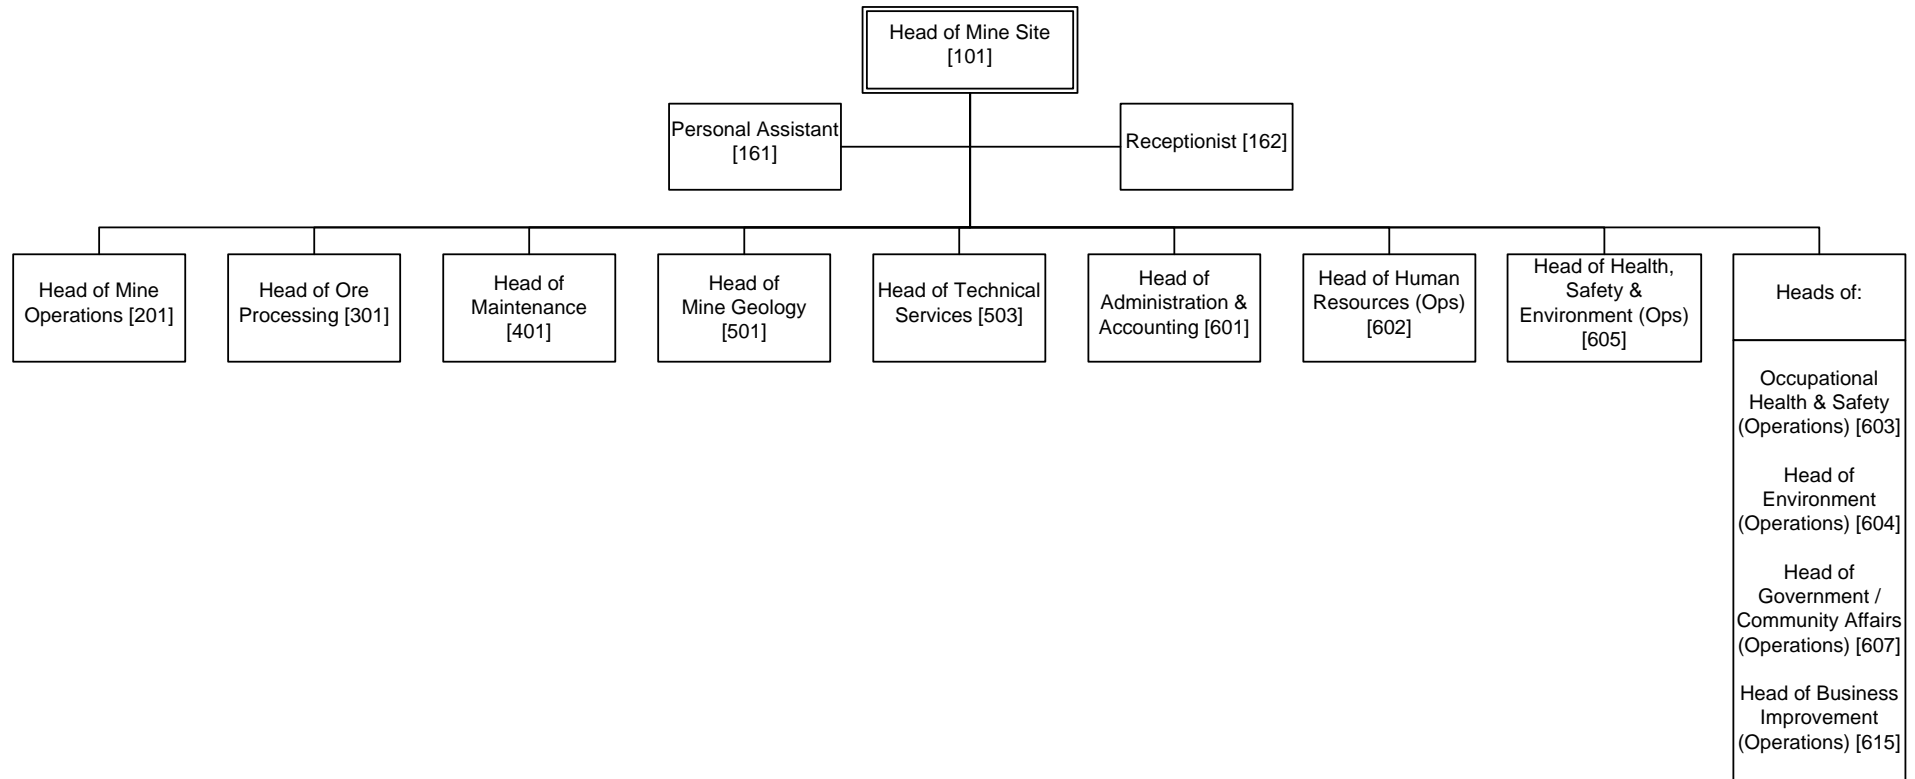 Head of Mine Site
[101]
Personal Assistant
[161]
Receptionist [162]
Head of Mine
Operations [201]
Head of Ore
Processing [301]
Head of
Maintenance
[401]
Head of
Mine Geology
[501]
Head of Technical
Services [503]
Head of
Administration &
Accounting [601]
Head of Human
Resources (Ops)
[602]
Head of Health,
Safety &
Environment (Ops)
[605]
Heads of:
Occupational
Health & Safety
(Operations) [603]
Head of
Environment
(Operations) [604]
Head of
Government /
Community Affairs
(Operations) [607]
Head of Business
Improvement
(Operations) [615]